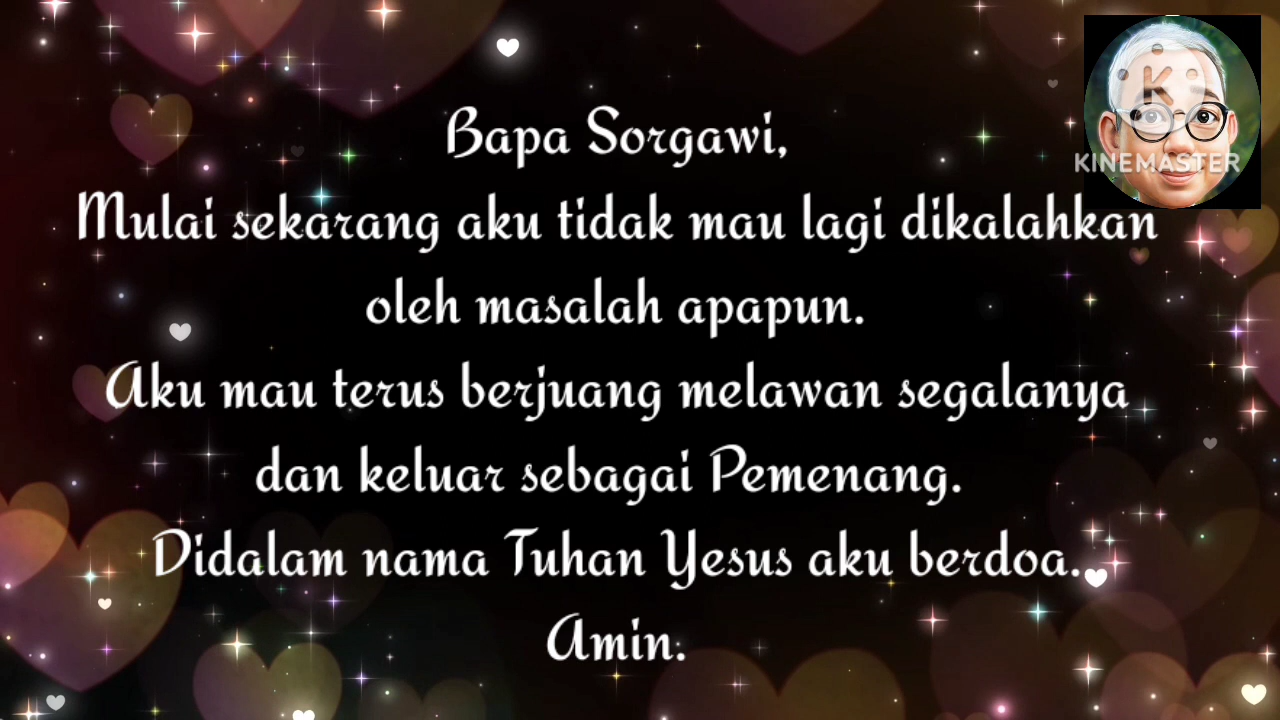 Bapa Sorgawi,
KINEMASTER
Mulai sekarang aku tidak mau lagi dikalahkan
oleh masalah apapun.
Aku mau terus berjuang melawan segalanya
dan keluar sebagai Pemenang.
Didalam nama Tuhan Yesus aku berdoa.
Amin.